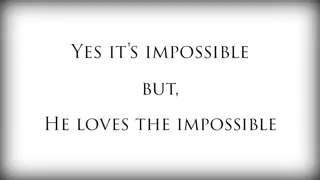 Yes it's impossible
but,
He loves the impossible